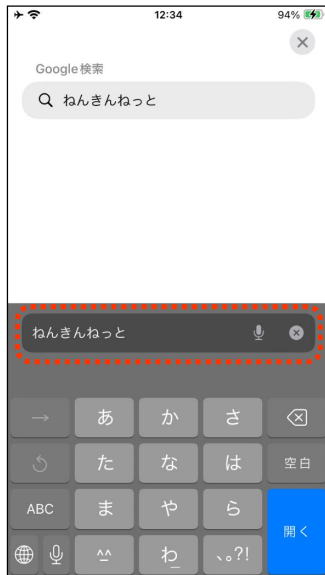 12:34
94%
Google検索
ねんきんねっと
ねんきんねっと
→ あ か さ
た な は 空白
ABC ま や ら
開く
^^ わ_ 、。?!